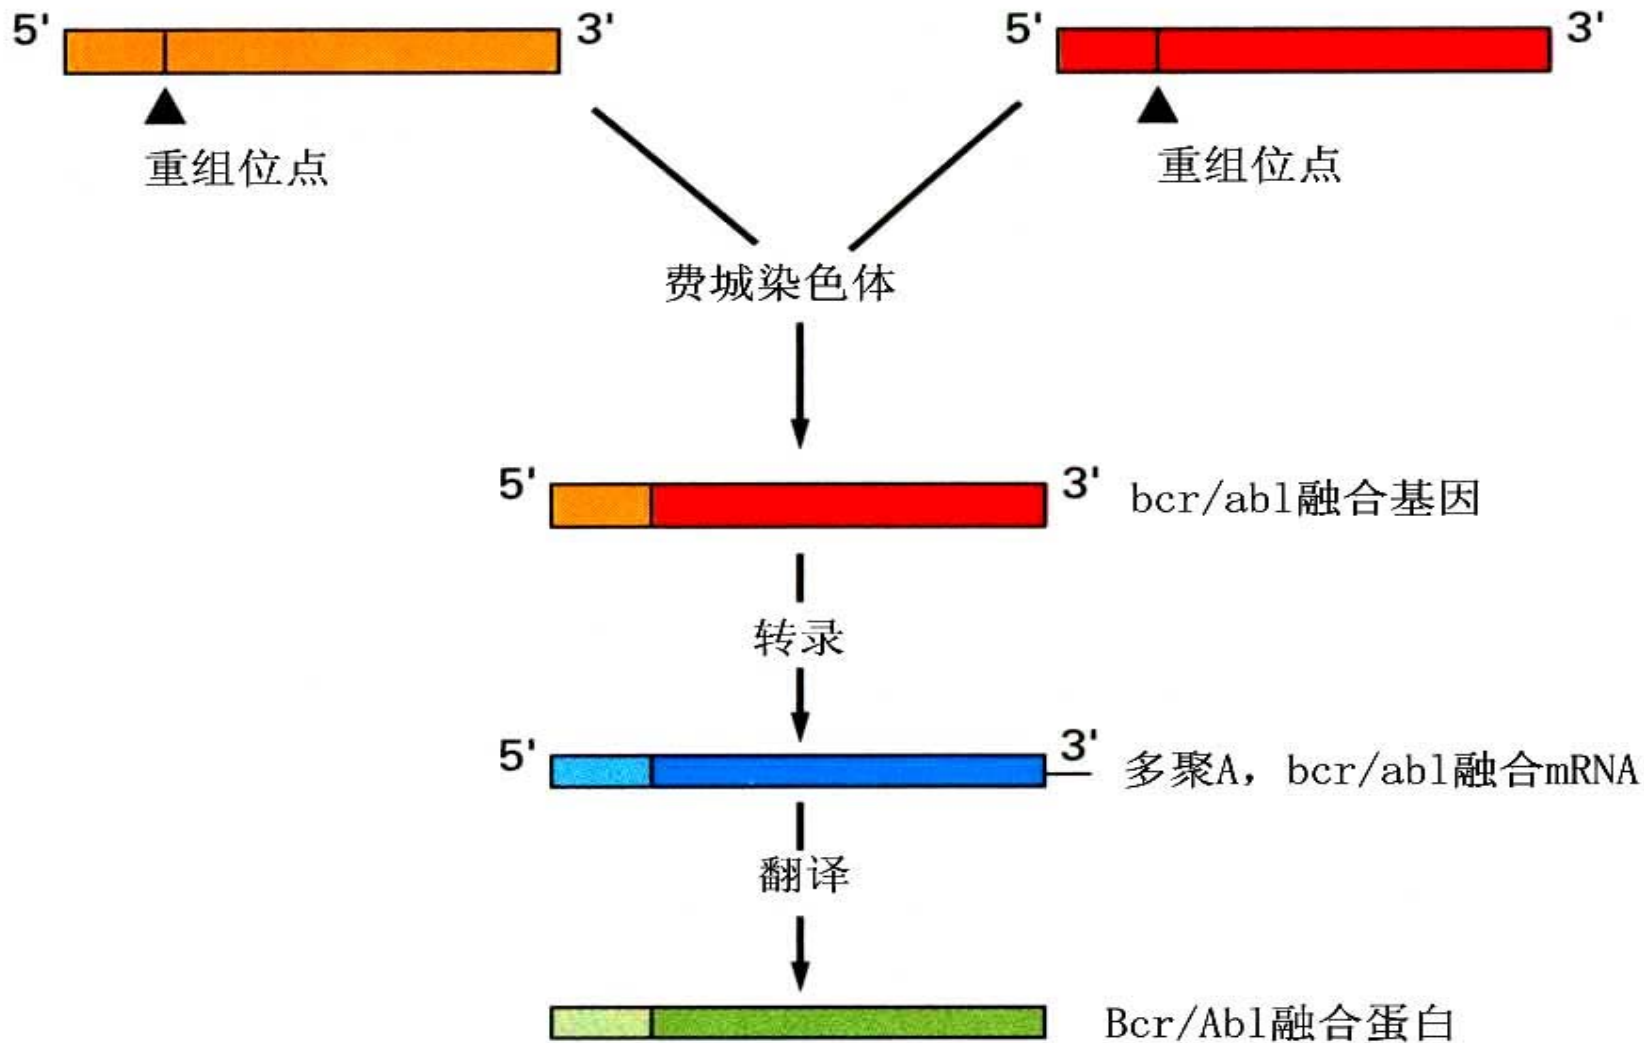 5' 3' 5' 3'
重组位点 重组位点
费城染色体
5' 3' bcr/abl融合基因
转录
5' 3' 多聚A，bcr/abl融合mRNA
翻译
Bcr/Abl融合蛋白